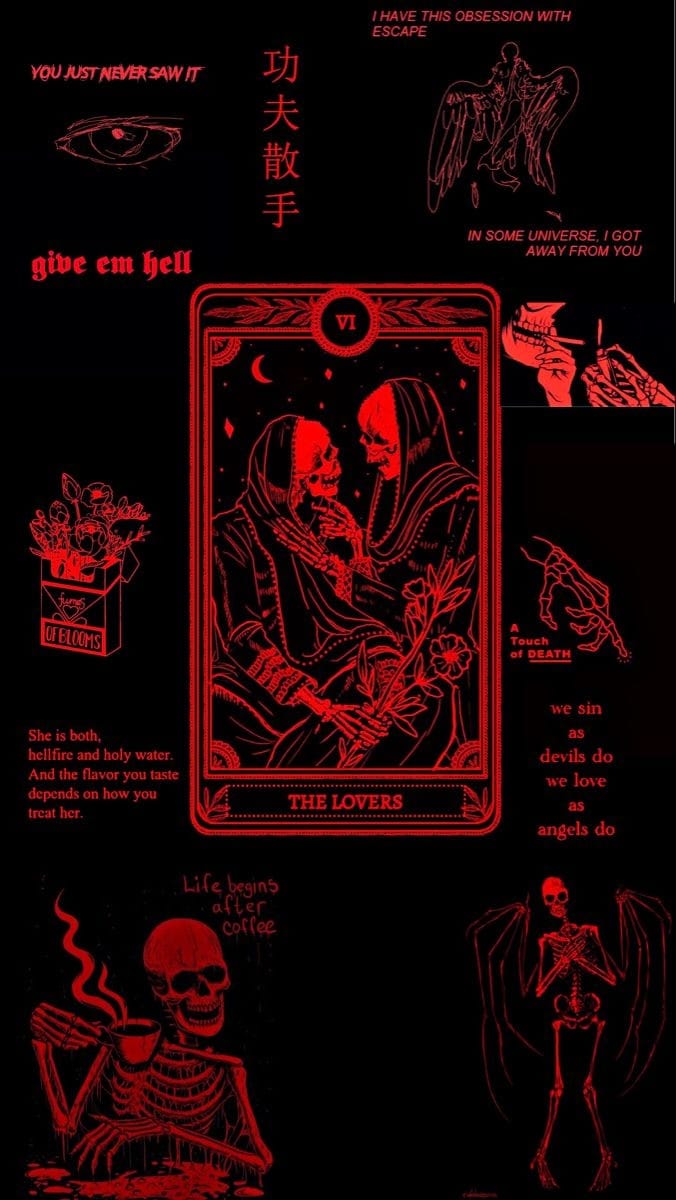 I HAVE THIS OBSESSION WITH
ESCAPE
YOU JUST NEVER SAW IT
功
夫
散
手
IN SOME UNIVERSE, I GOT
AWAY FROM YOU
give em hell
VI
fumes
OF BLOOMS
A
Touch
of DEATH
we sin
as
devils do
we love
as
angels do
She is both,
hellfire and holy water.
And the flavor you taste
depends on how you
treat her.
THE LOVERS
Life begins
after
coffee